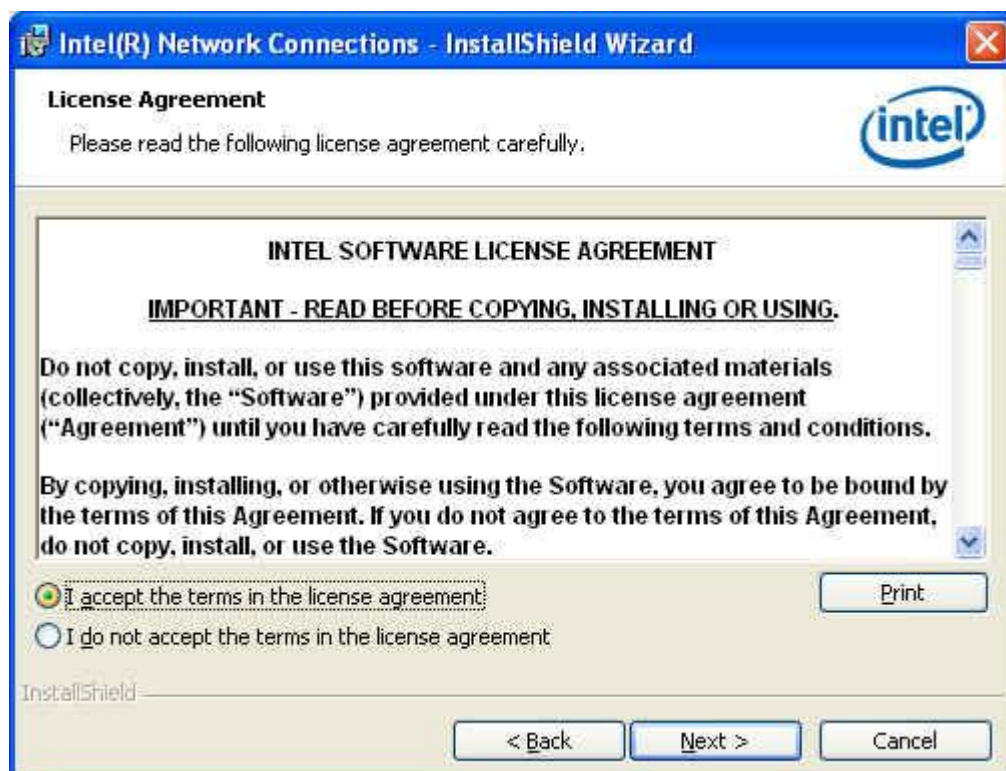 Intel(R) Network Connections - InstallShield Wizard
License Agreement
Please read the following license agreement carefully.
intel
INTEL SOFTWARE LICENSE AGREEMENT
IMPORTANT - READ BEFORE COPYING, INSTALLING OR USING.
Do not copy, install, or use this software and any associated materials
(collectively, the “Software”) provided under this license agreement
(“Agreement”) until you have carefully read the following terms and conditions.
By copying, installing, or otherwise using the Software, you agree to be bound by
the terms of this Agreement. If you do not agree to the terms of this Agreement,
do not copy, install, or use the Software.
I accept the terms in the license agreement
Print
I do not accept the terms in the license agreement
InstallShield
< Back
Next >
Cancel